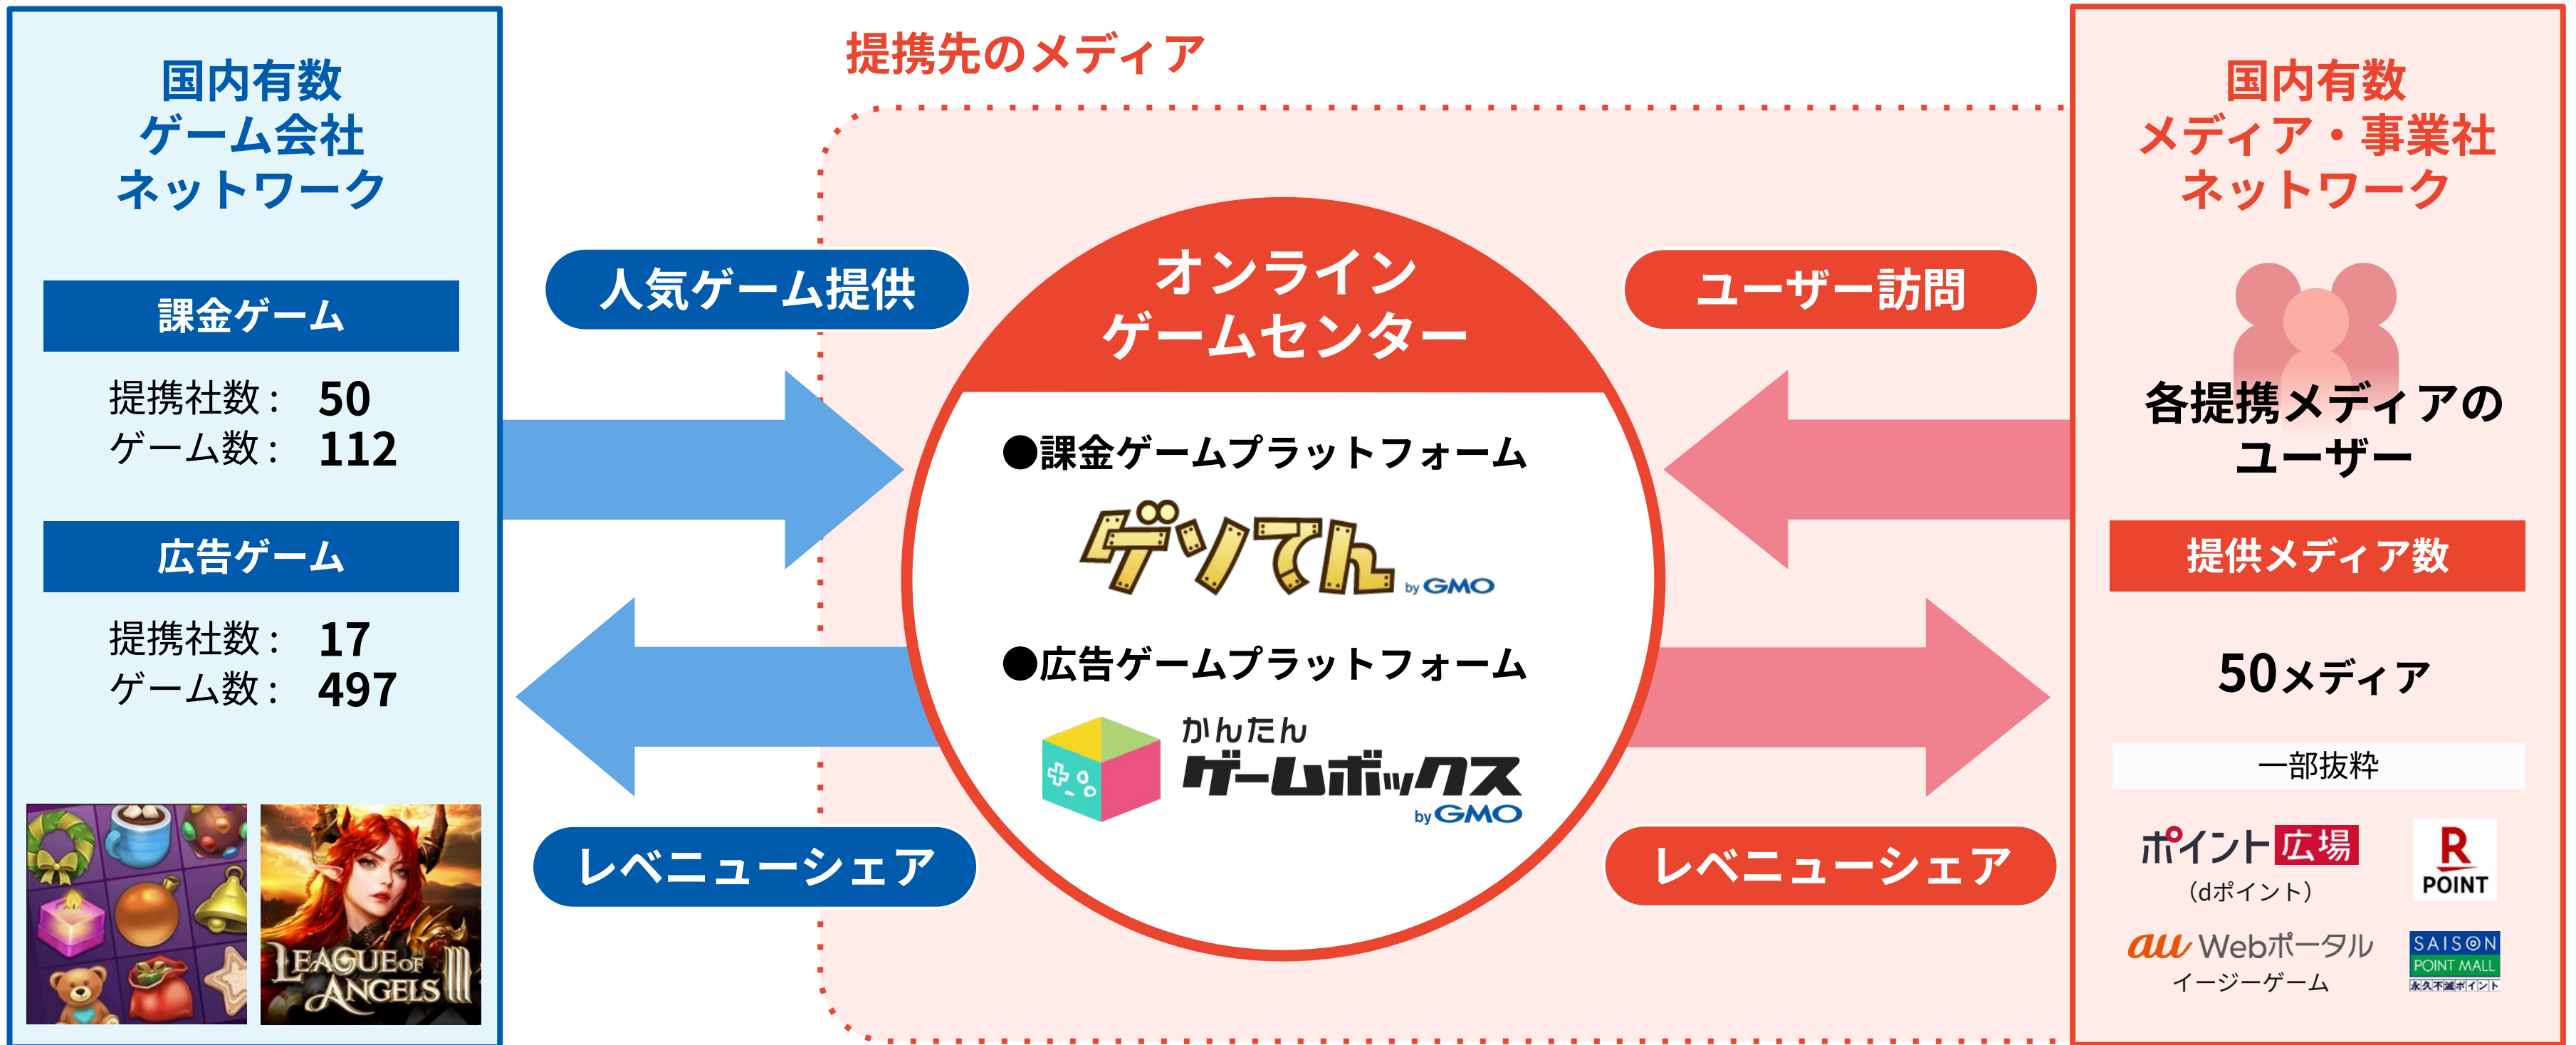 国内有数
ゲーム会社
ネットワーク
課金ゲーム
提携社数： 50
ゲーム数： 112
広告ゲーム
提携社数： 17
ゲーム数： 497
LEAGUE OF
ANGELS III
提携先のメディア
人気ゲーム提供
レベニューシェア
オンライン
ゲームセンター
●課金ゲームプラットフォーム
ゲソてん by GMO
●広告ゲームプラットフォーム
かんたん
ゲームボックス
by GMO
ユーザー訪問
レベニューシェア
国内有数
メディア・事業社
ネットワーク
各提携メディアの
ユーザー
提供メディア数
50メディア
一部抜粋
ポイント広場
（dポイント）
R
POINT
au Webポータル
イージーゲーム
SAISON
POINT MALL
永久不滅ポイント